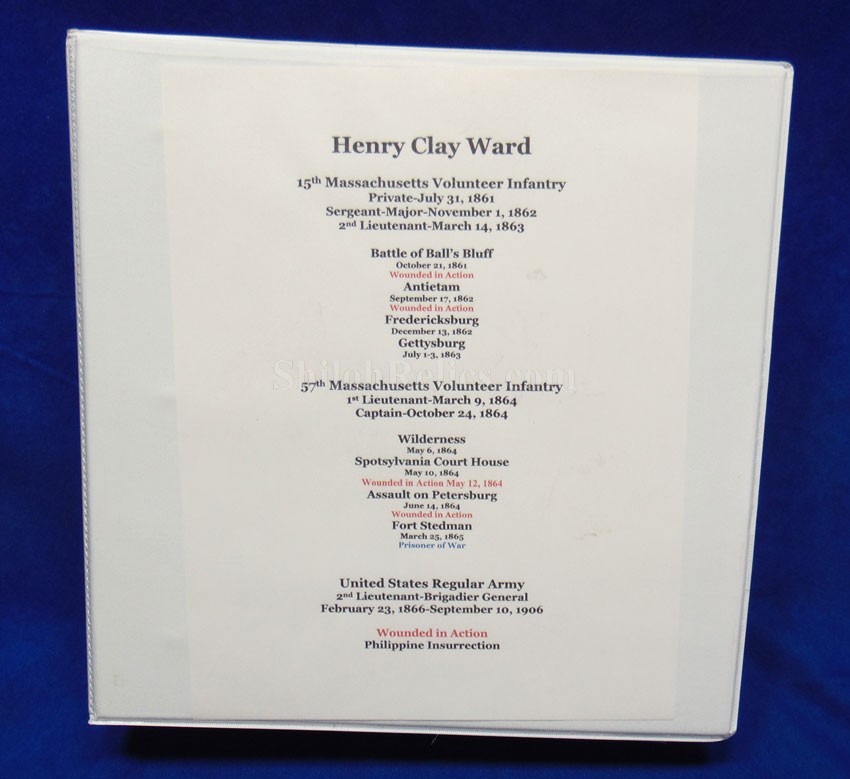 Henry Clay Ward
15th Massachusetts Volunteer Infantry
Private-July 31, 1861
Sergeant-Major-November 1, 1862
2nd Lieutenant-March 14, 1863
Battle of Ball's Bluff
October 21, 1861
Wounded in Action
Antietam
September 17, 1862
Wounded in Action
Fredericksburg
December 13, 1862
Gettysburg
July 1-3, 1863
ShilohRelics.com
57th Massachusetts Volunteer Infantry
1st Lieutenant-March 9, 1864
Captain-October 24, 1864
Wilderness
May 6, 1864
Spotsylvania Court House
May 10, 1864
Wounded in Action May 12, 1864
Assault on Petersburg
June 14, 1864
Wounded in Action
Fort Stedman
March 25, 1865
Prisoner of War
United States Regular Army
2nd Lieutenant-Brigadier General
February 23, 1866-September 10, 1906
Wounded in Action
Philippine Insurrection